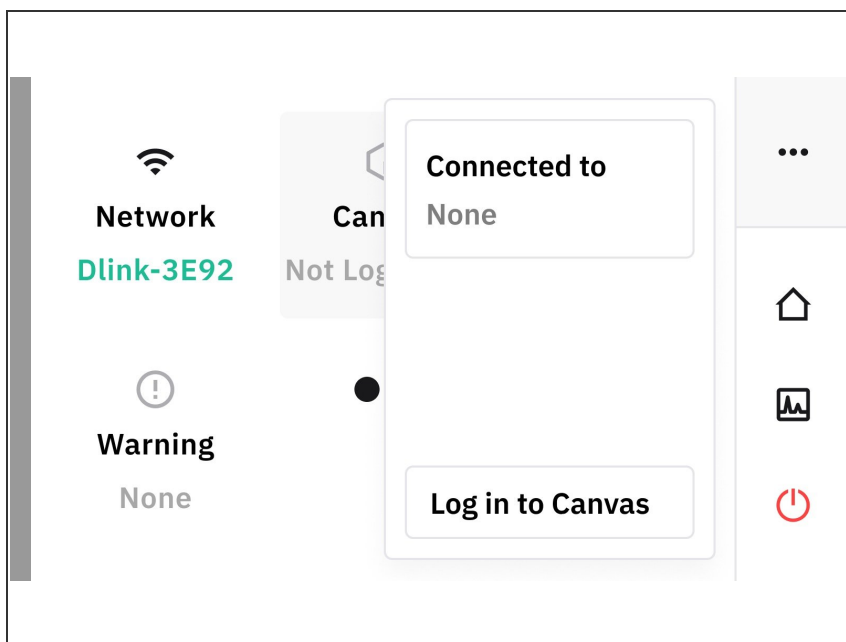 Network
Dlink-3E92
Can
Not Log
Connected to
None
Warning
None
Log in to Canvas